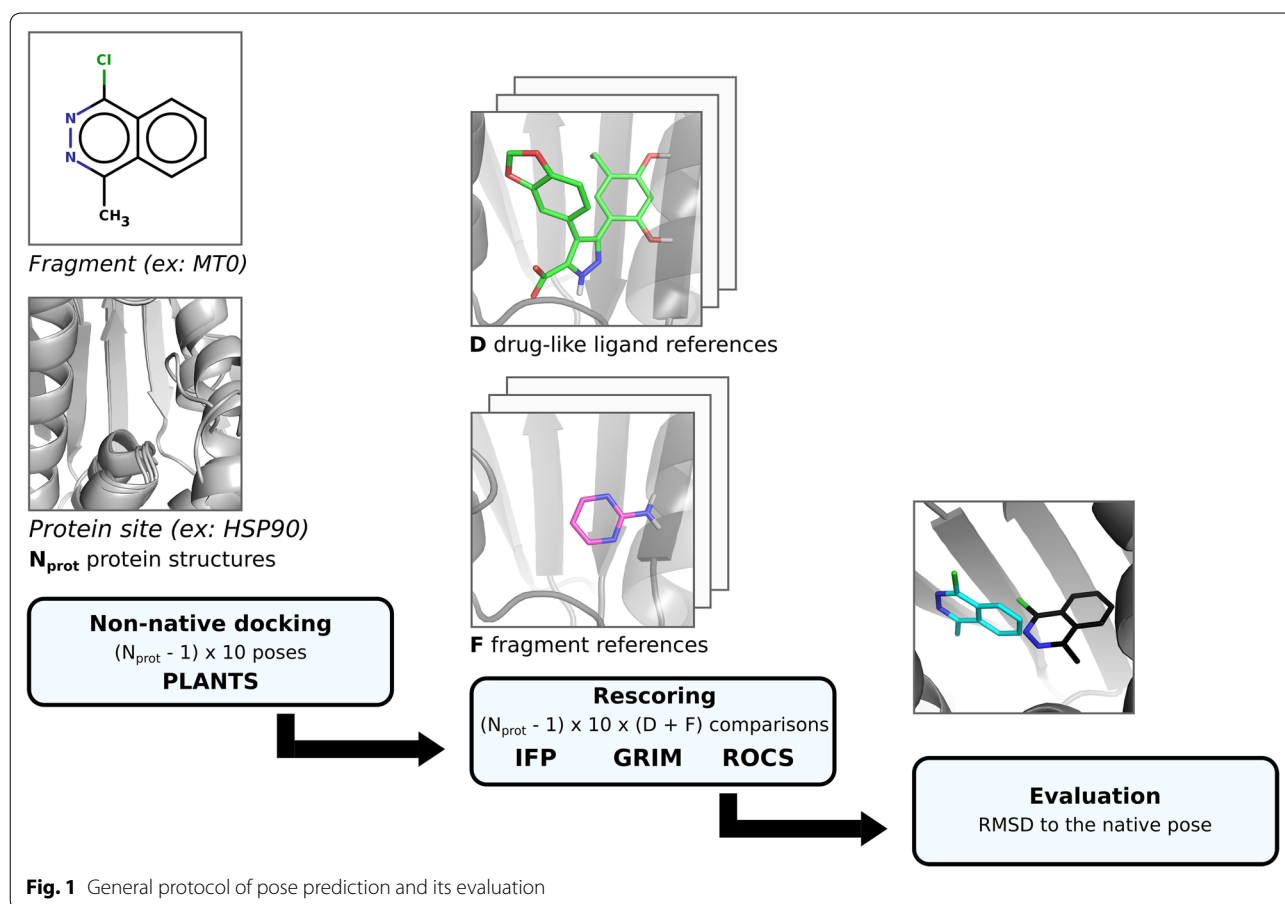 Cl
N
N
CH3
Fragment (ex: MT0)
Protein site (ex: HSP90)
Nprot protein structures
Non-native docking
(Nprot - 1) x 10 poses
PLANTS
D drug-like ligand references
F fragment references
Rescoring
(Nprot - 1) x 10 x (D + F) comparisons
IFP GRIM ROCS
Evaluation
RMSD to the native pose
Fig. 1 General protocol of pose prediction and its evaluation